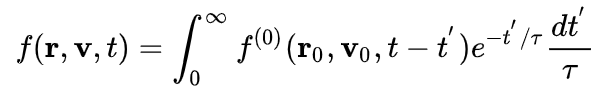 f(r, v, t) = ∫₀^∞ f⁽⁰⁾(r₀, v₀, t − t′)e^{−t′/τ} dt′/τ